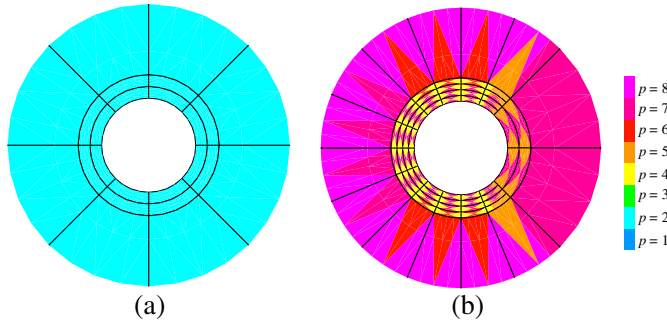 p = 8
p = 7
p = 6
p = 5
p = 4
p = 3
p = 2
p = 1
(a)
(b)